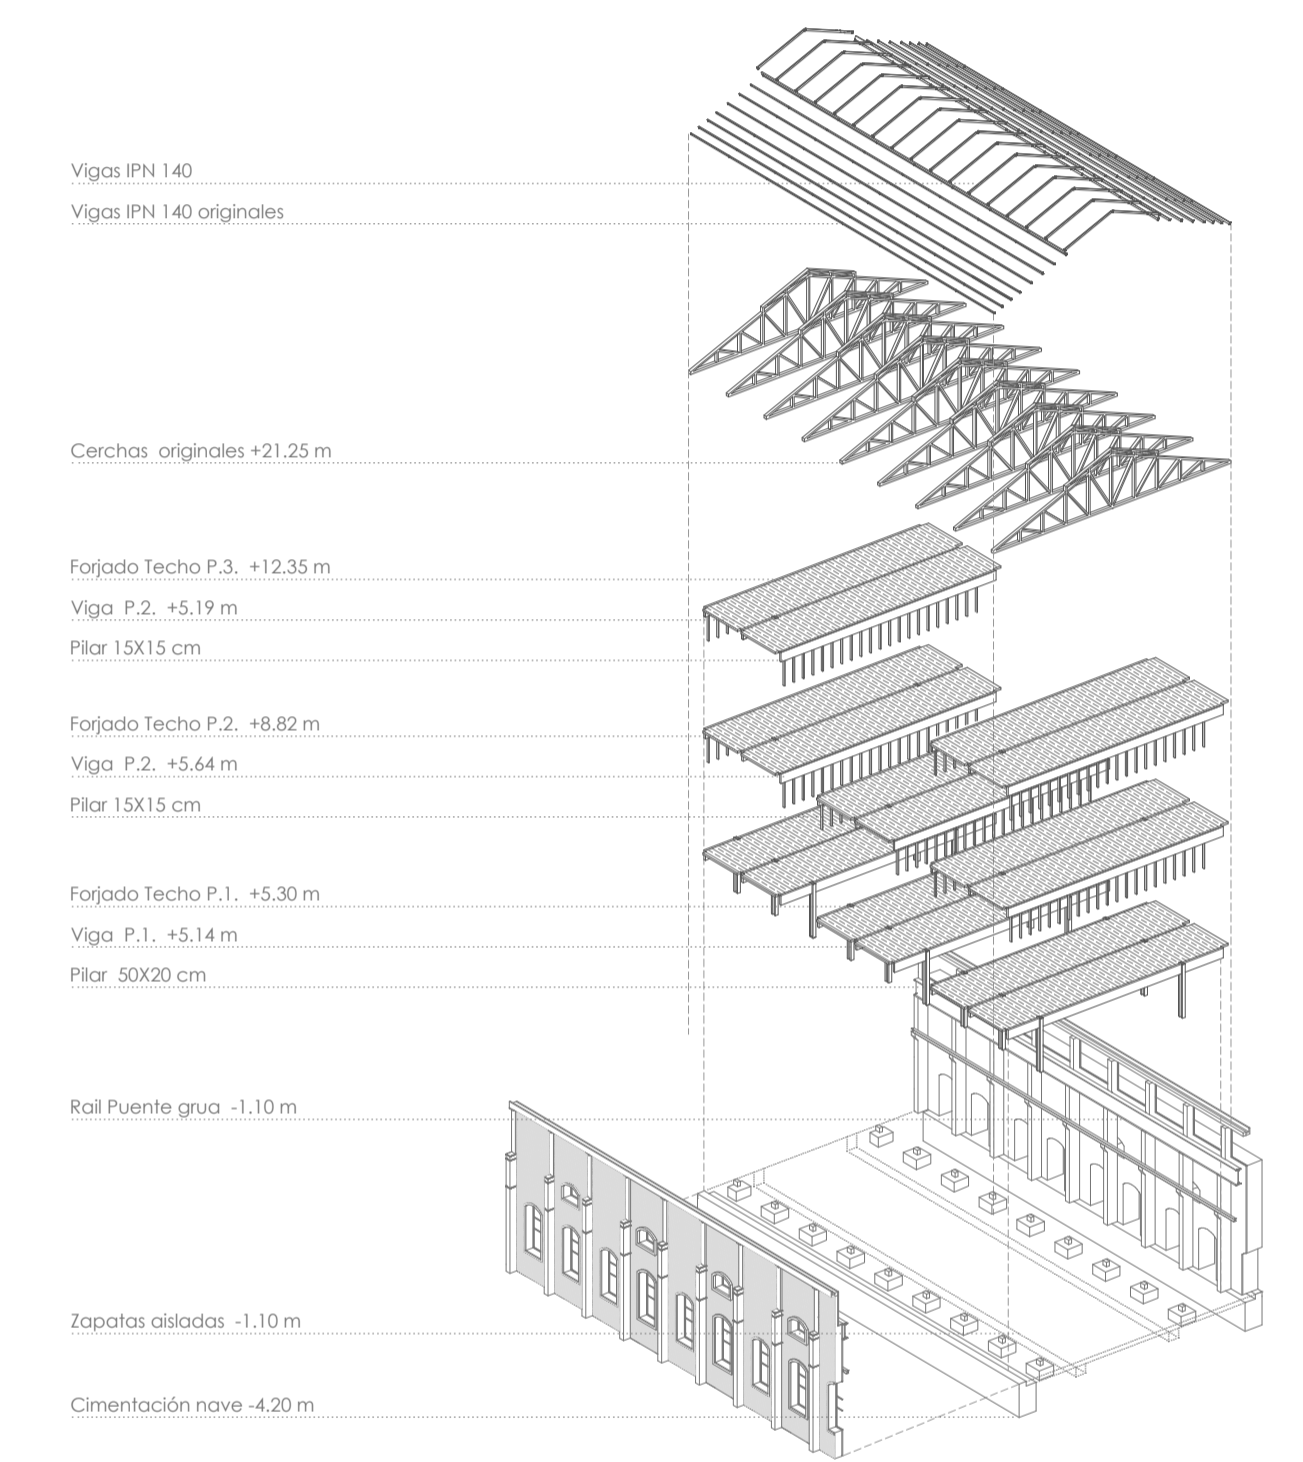 Vigas IPN 140
Vigas IPN 140 originales
Cerchas originales +21.25 m
Forjado Techo P.3. +12.35 m
Viga P.2. +5.19 m
Pilar 15X15 cm
Forjado Techo P.2. +8.82 m
Viga P.2. +5.64 m
Pilar 15X15 cm
Forjado Techo P.1. +5.30 m
Viga P.1. +5.14 m
Pilar 50X20 cm
Rail Puente grua -1.10 m
Zapatas aisladas -1.10 m
Cimentación nave -4.20 m